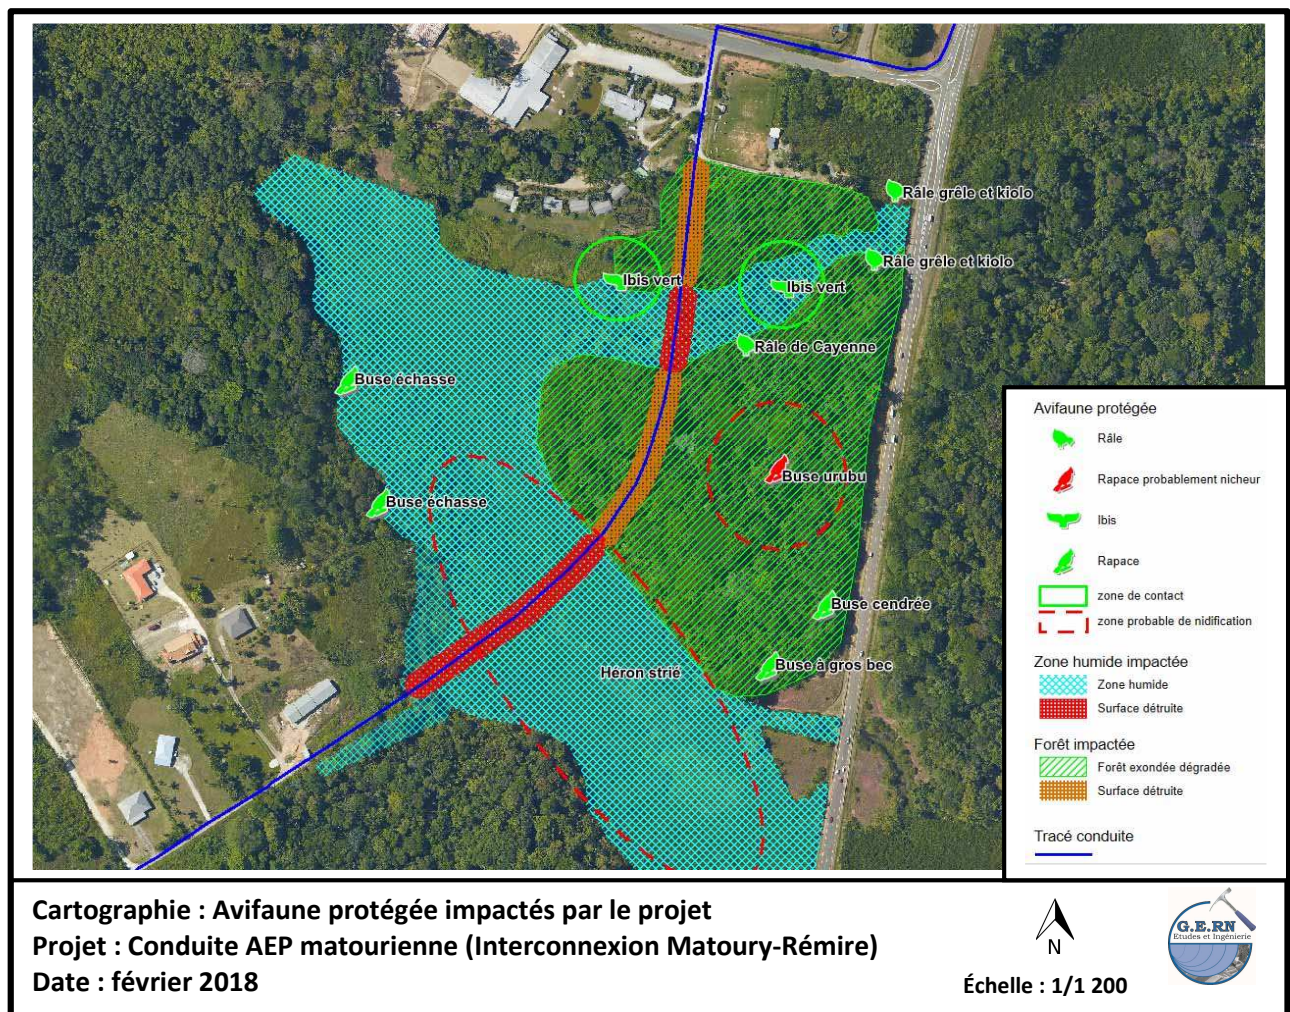 Râle grêle et kiolo
Râle grêle et kiolo
Ibis vert
Ibis vert
Râle de Cayenne
Buse échasse
Buse urubu
Buse échasse
Buse cendrée
Buse à gros bec
Héron strié
Avifaune protégée
Râle
Rapace probablement nicheur
Ibis
Rapace
zone de contact
zone probable de nidification
Zone humide impactée
Zone humide
Surface détruite
Forêt impactée
Forêt exondée dégradée
Surface détruite
Tracé conduite
Cartographie : Avifaune protégée impactés par le projet
Projet : Conduite AEP matourienne (Interconnexion Matoury-Rémire)
Date : février 2018
N
Échelle : 1/1 200
G.E.RN
Etudes et Ingénierie